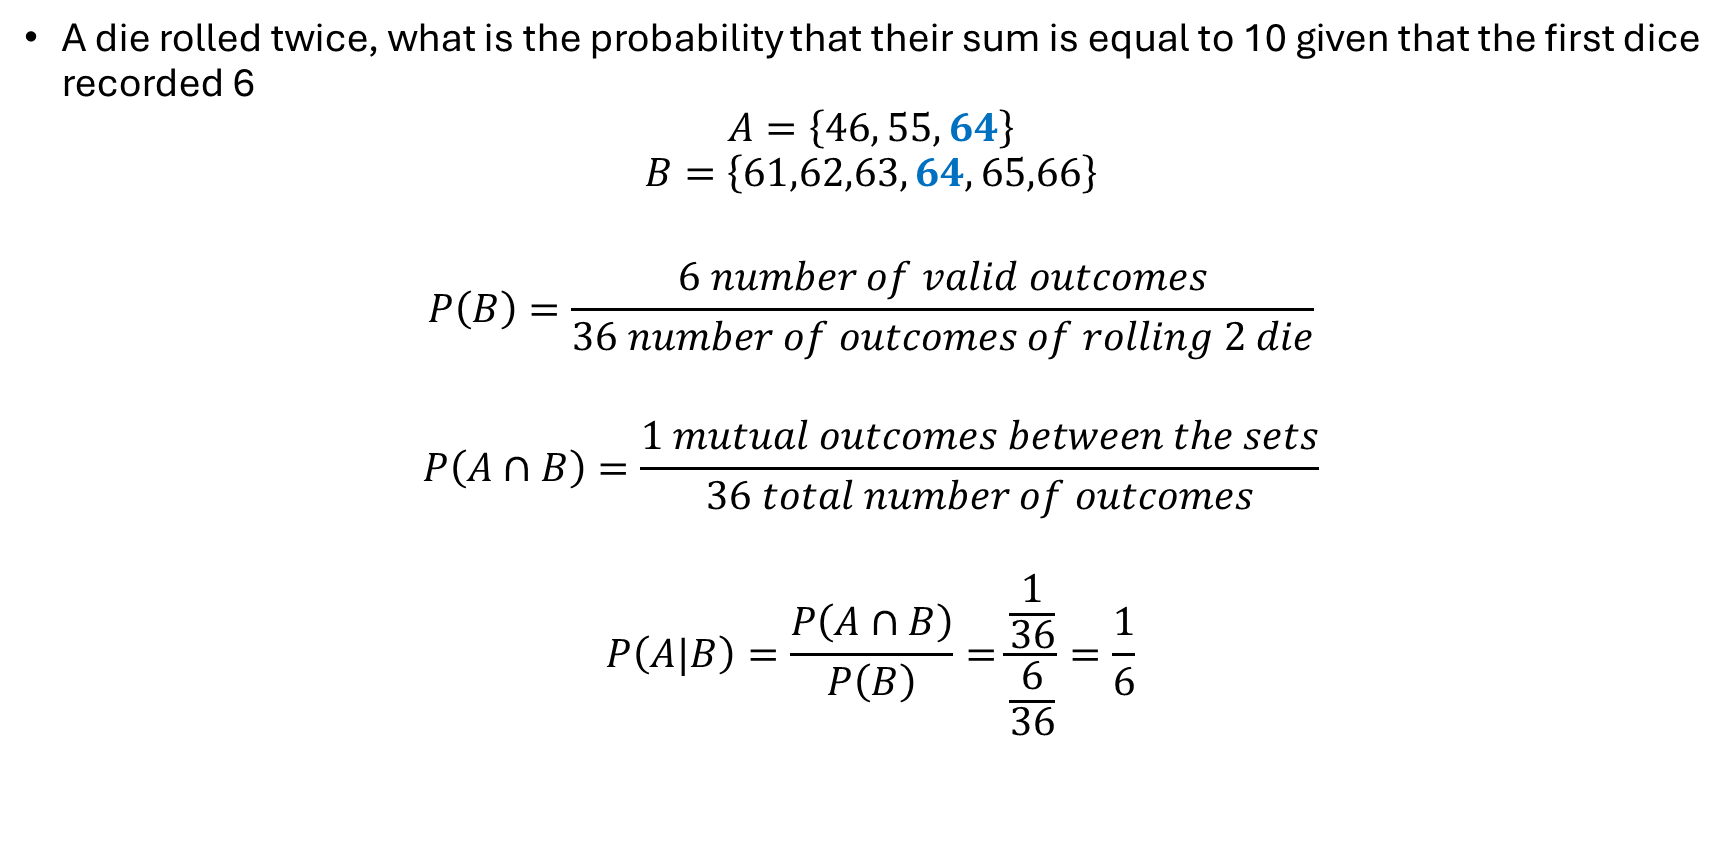 • A die rolled twice, what is the probability that their sum is equal to 10 given that the first dice
recorded 6
A = {46, 55, 64}
B = {61,62,63, 64, 65,66}
P(B) = 6 number of valid outcomes / 36 number of outcomes of rolling 2 die
P(A ∩ B) = 1 mutual outcomes between the sets / 36 total number of outcomes
P(A|B) = P(A ∩ B) / P(B) = (1/36) / (6/36) = 1/6